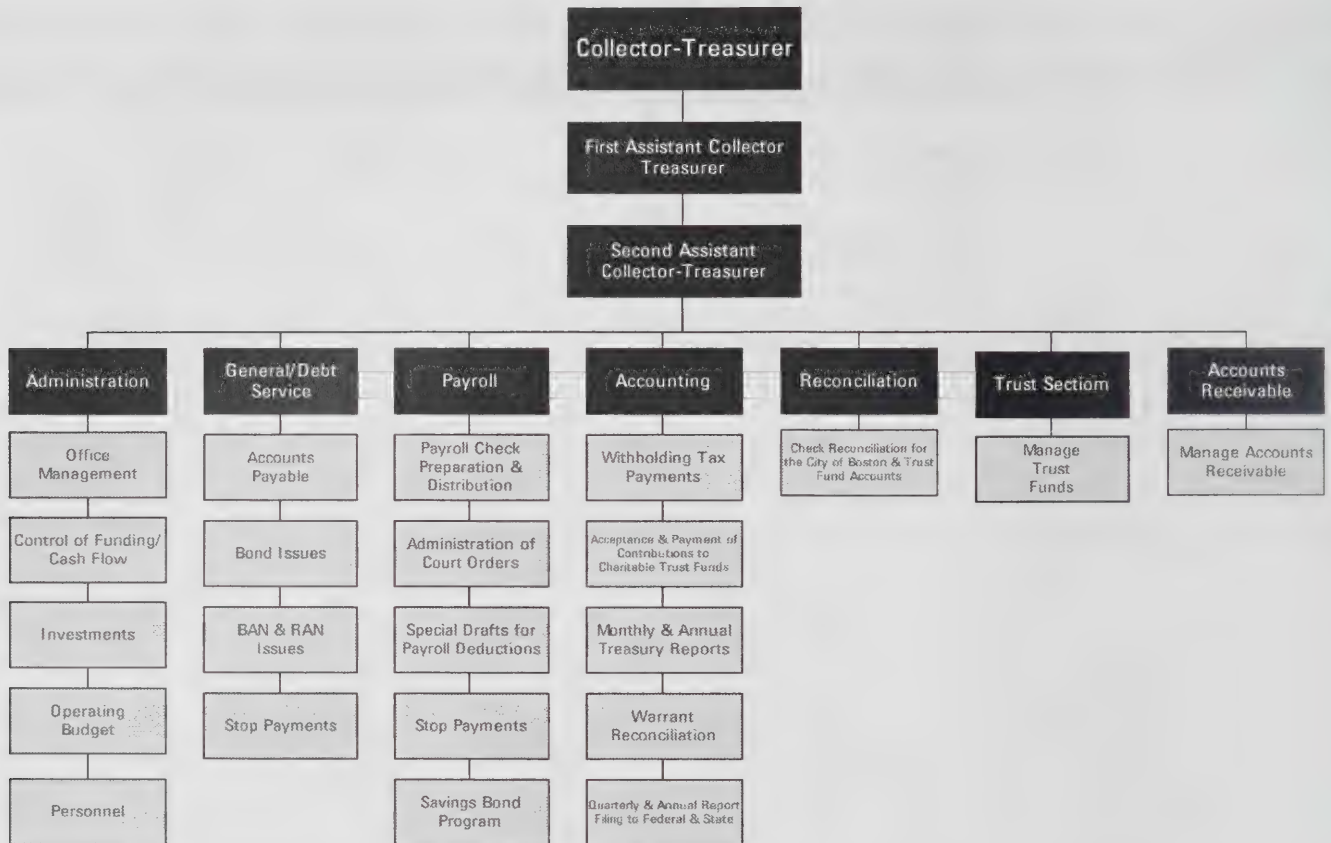 Collector-Treasurer
First Assistant Collector
Treasurer
Second Assistant
Collector-Treasurer
Administration
Office
Management
Control of Funding/
Cash Flow
Investments
Operating
Budget
Personnel
General/Debt
Service
Accounts
Payable
Bond Issues
BAN & RAN
Issues
Stop Payments
Payroll
Payroll Check
Preparation &
Distribution
Administration of
Court Orders
Special Drafts for
Payroll Deductions
Stop Payments
Savings Bond
Program
Accounting
Withholding Tax
Payments
Acceptance & Payment of
Contributions to
Charitable Trust Funds
Monthly & Annual
Treasury Reports
Warrant
Reconciliation
Quarterly & Annual Report
Filing to Federal & State
Reconciliation
Check Reconciliation for
the City of Boston & Trust
Fund Accounts
Trust Sectiom
Manage
Trust
Funds
Accounts
Receivable
Manage Accounts
Receivable